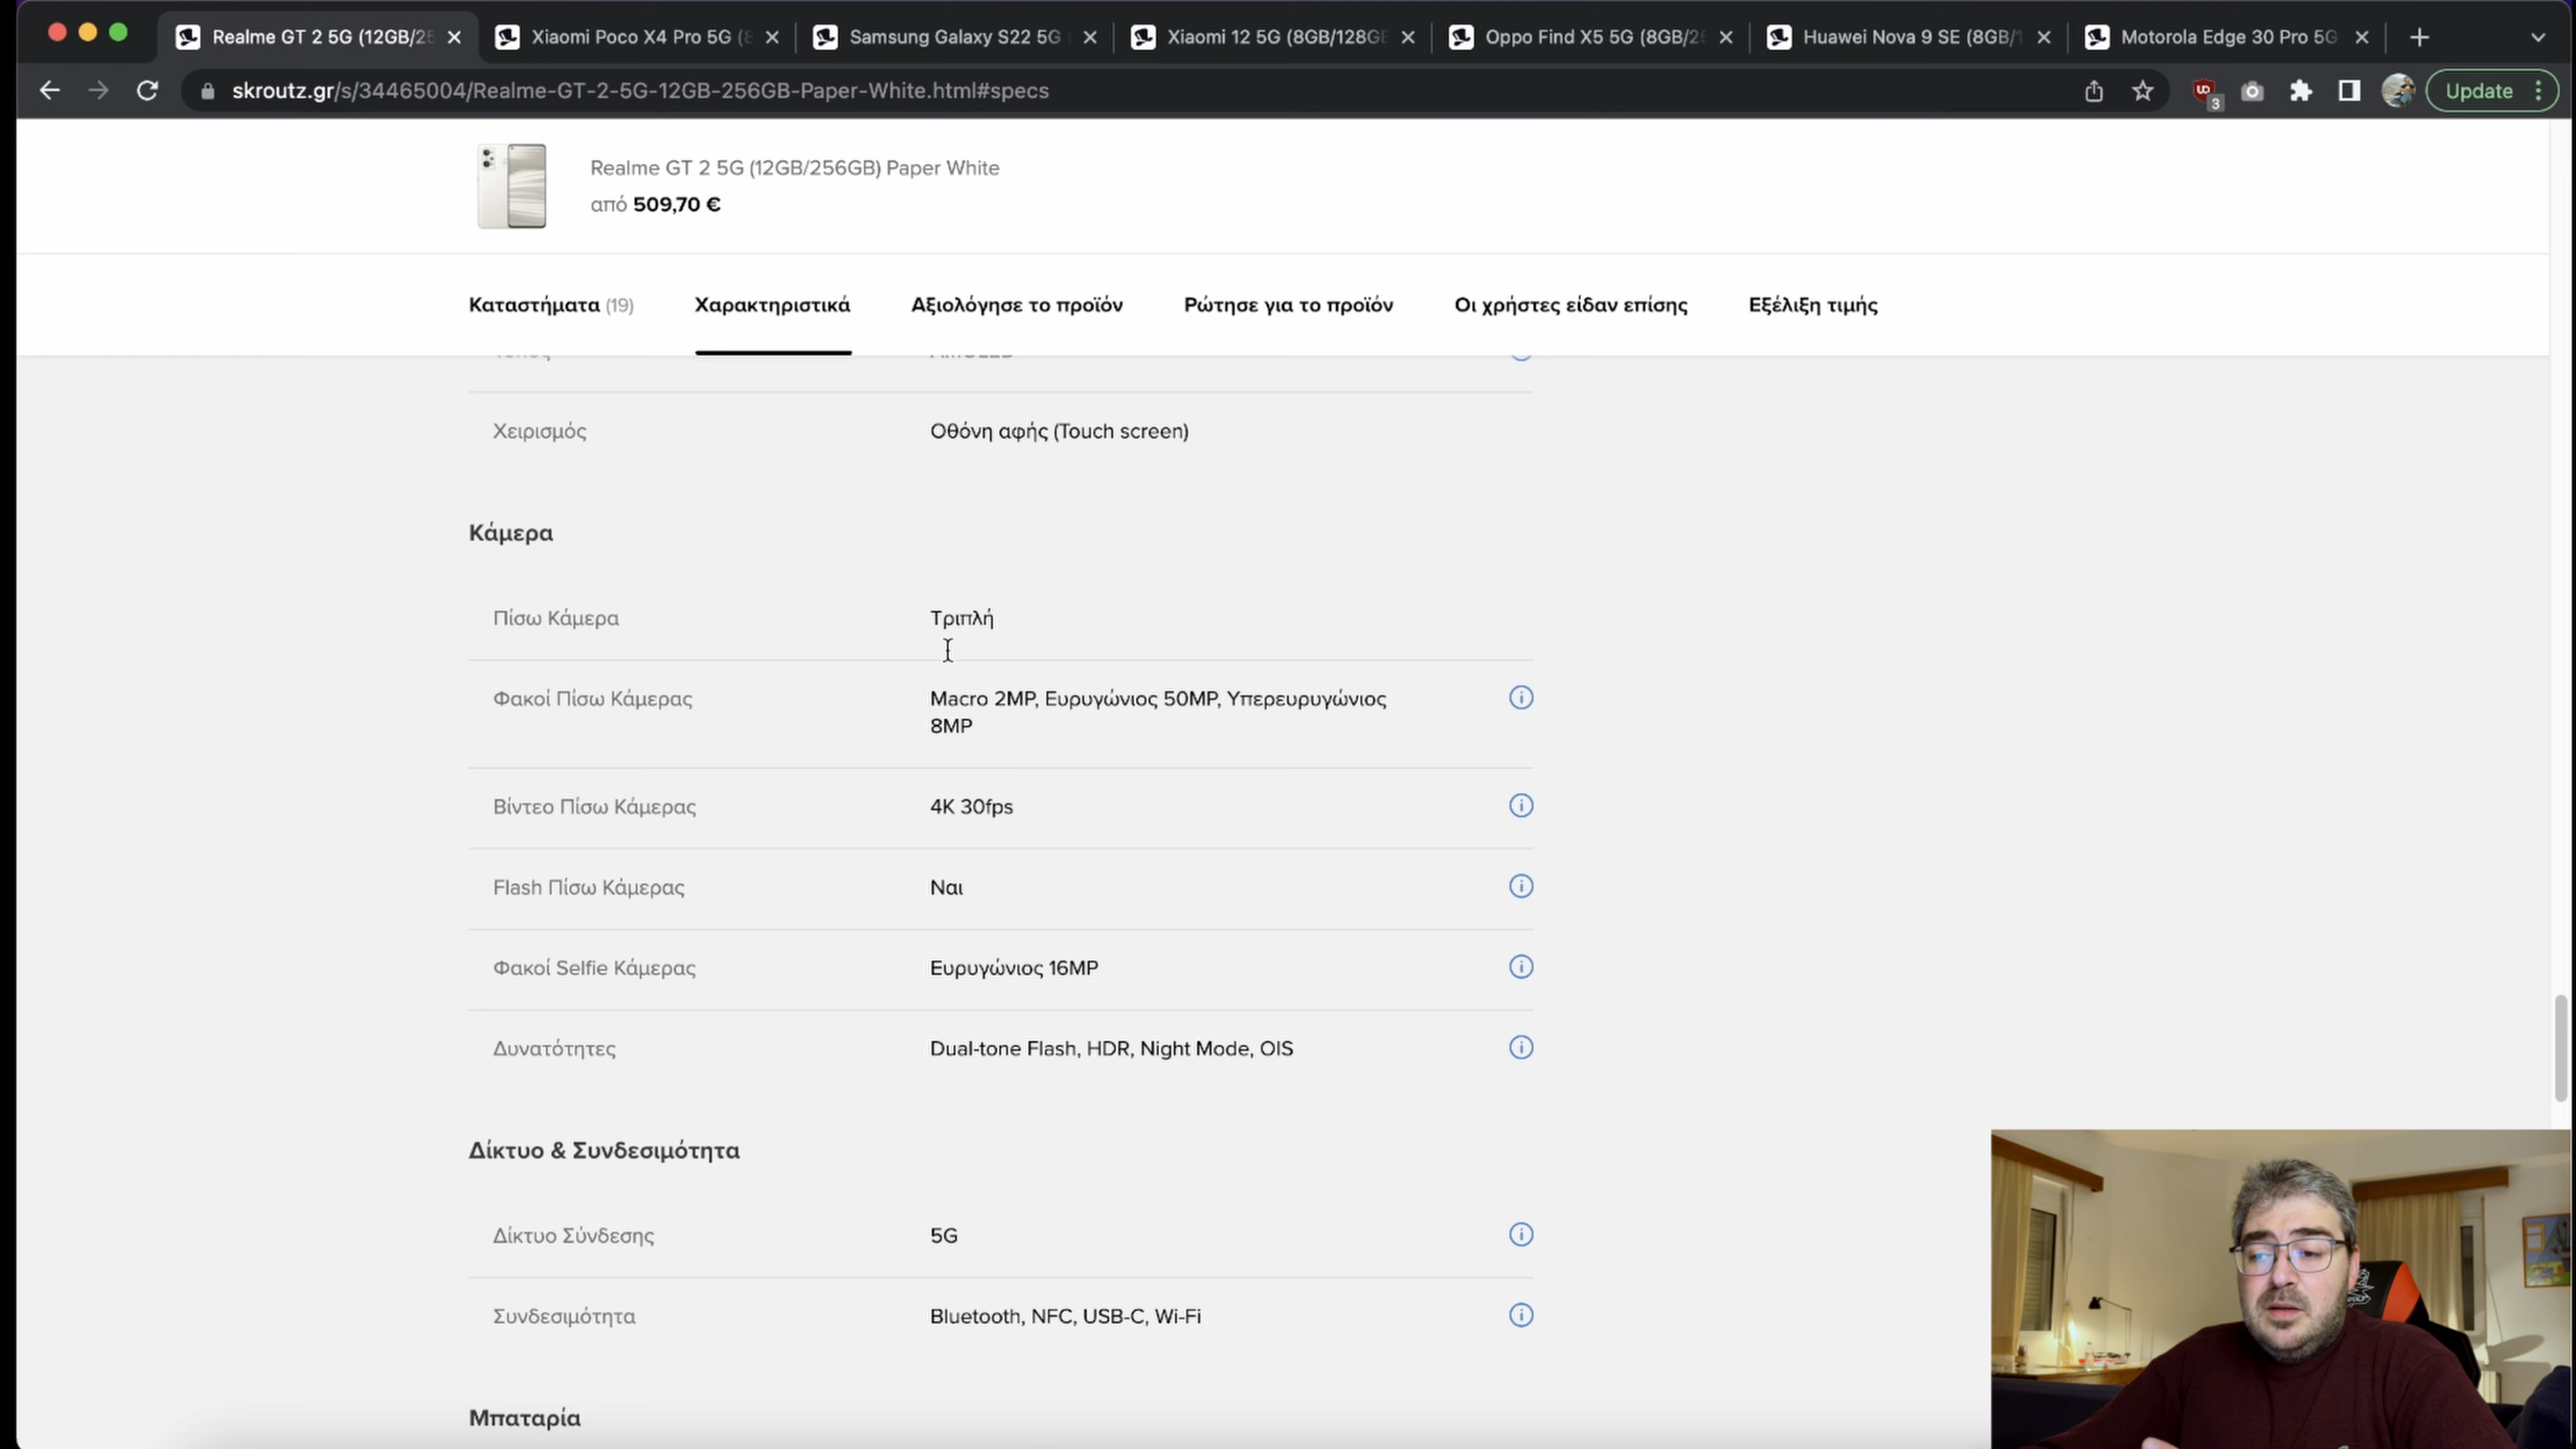 Realme GT 2 5G (12GB/25
Xiaomi Poco X4 Pro 5G (8
Samsung Galaxy S22 5G
Xiaomi 12 5G (8GB/128GB
Oppo Find X5 5G (8GB/25
Huawei Nova 9 SE (8GB/1
Motorola Edge 30 Pro 5G
skroutz.gr/s/34465004/Realme-GT-2-5G-12GB-256GB-Paper-White.html#specs
3
Update
Realme GT 2 5G (12GB/256GB) Paper White
από 509,70 €
Καταστήματα (19)
Χαρακτηριστικά
Αξιολόγησε το προϊόν
Ρώτησε για το προϊόν
Οι χρήστες είδαν επίσης
Εξέλιξη τιμής
Χειρισμός
Οθόνη αφής (Touch screen)
Κάμερα
Πίσω Κάμερα
Τριπλή
Φακοί Πίσω Κάμερας
Macro 2MP, Ευρυγώνιος 50MP, Υπερευρυγώνιος
8MP
Βίντεο Πίσω Κάμερας
4K 30fps
Flash Πίσω Κάμερας
Ναι
Φακοί Selfie Κάμερας
Ευρυγώνιος 16MP
Δυνατότητες
Dual-tone Flash, HDR, Night Mode, OIS
Δίκτυο & Συνδεσιμότητα
Δίκτυο Σύνδεσης
5G
Συνδεσιμότητα
Bluetooth, NFC, USB-C, Wi-Fi
Μπαταρία